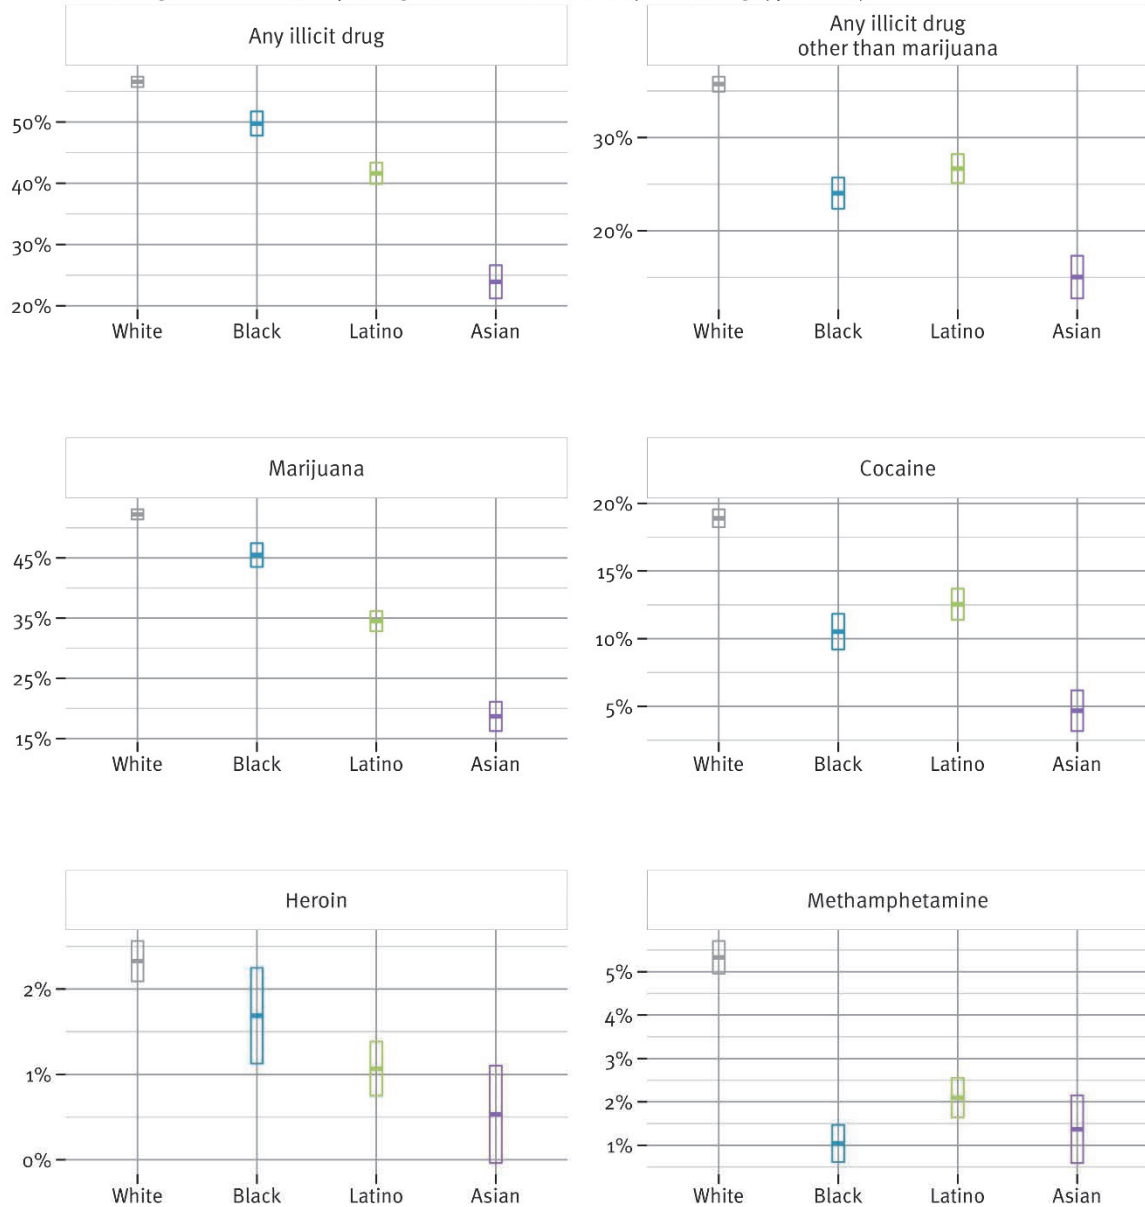 Any illicit drug
50%
40%
30%
20%
White Black Latino Asian
Any illicit drug
other than marijuana
30%
20%
White Black Latino Asian
Marijuana
45%
35%
25%
15%
White Black Latino Asian
Cocaine
20%
15%
10%
5%
White Black Latino Asian
Heroin
2%
1%
0%
White Black Latino Asian
Methamphetamine
5%
4%
3%
2%
1%
White Black Latino Asian